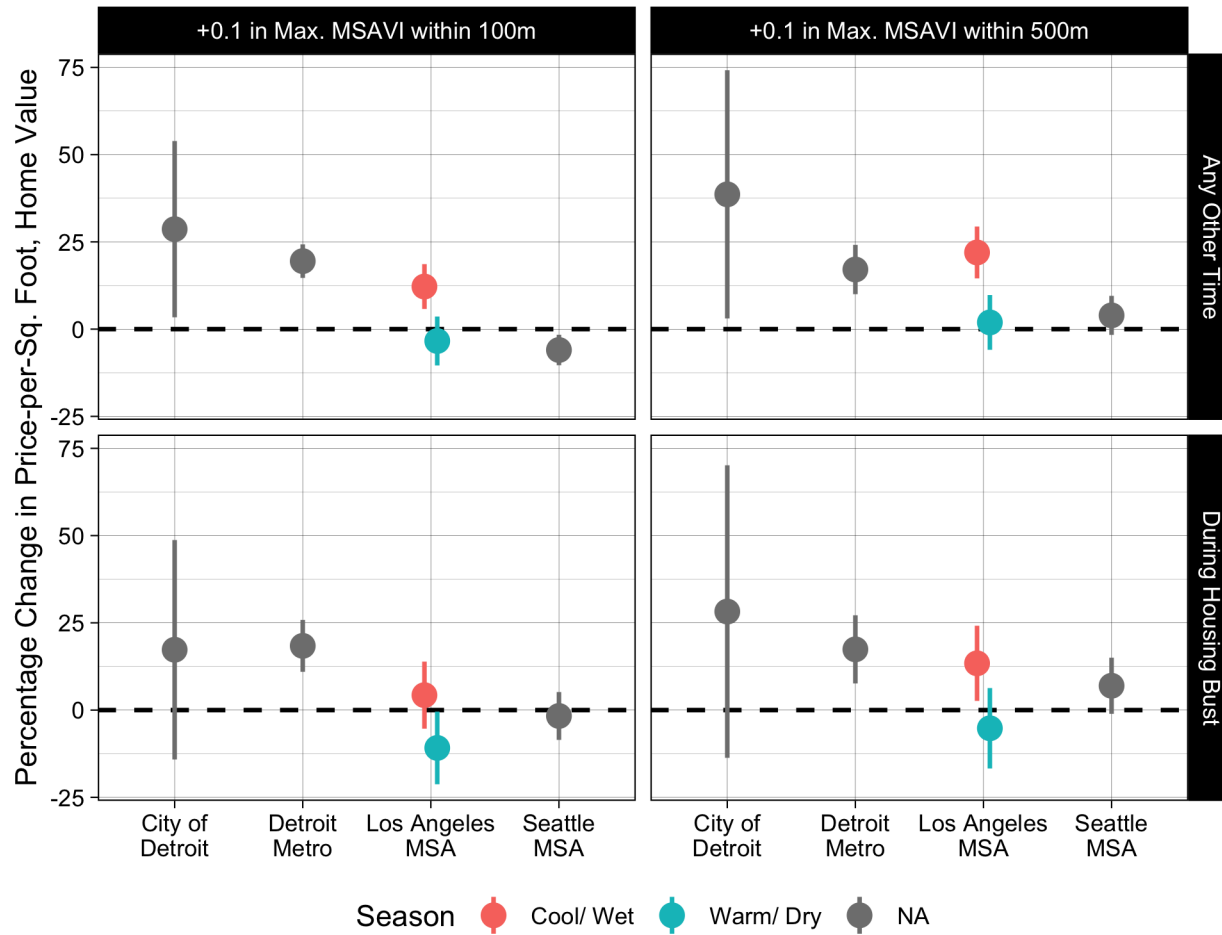 +0.1 in Max. MSAVI within 100m
+0.1 in Max. MSAVI within 500m
Percentage Change in Price-per-Sq. Foot, Home Value
75
50
25
0
-25
Any Other Time
75
50
25
0
-25
During Housing Bust
City of
Detroit
Detroit
Metro
Los Angeles
MSA
Seattle
MSA
City of
Detroit
Detroit
Metro
Los Angeles
MSA
Seattle
MSA
Season
Cool/ Wet
Warm/ Dry
NA